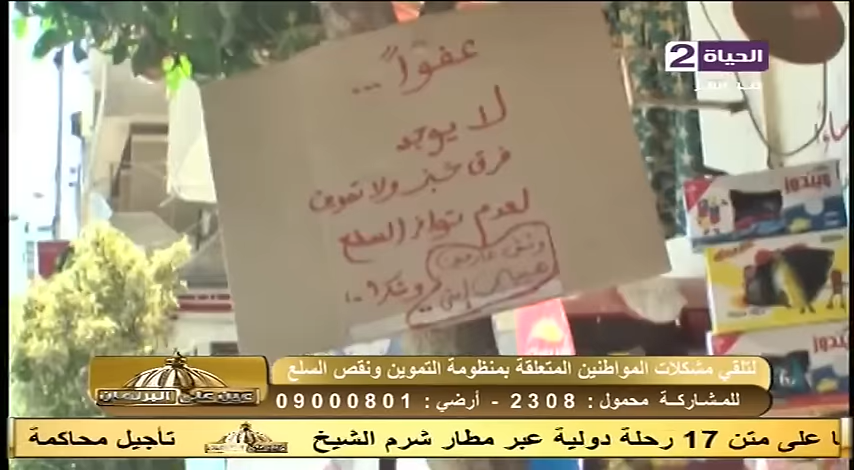 الحياة 2
عفواً...
لا يوجد
فرق خبز ولا تموين
لعدم توافر السلع
وشكراً
ويندوز
لتلقي مشكلات المواطنين المتعلقة بمنظومة التموين ونقص السلع
للمشاركة محمول: 2308 - أرضي: 09000801
عين على البرلمان
ا على متن 17 رحلة دولية عبر مطار شرم الشيخ
تأجيل محاكمة